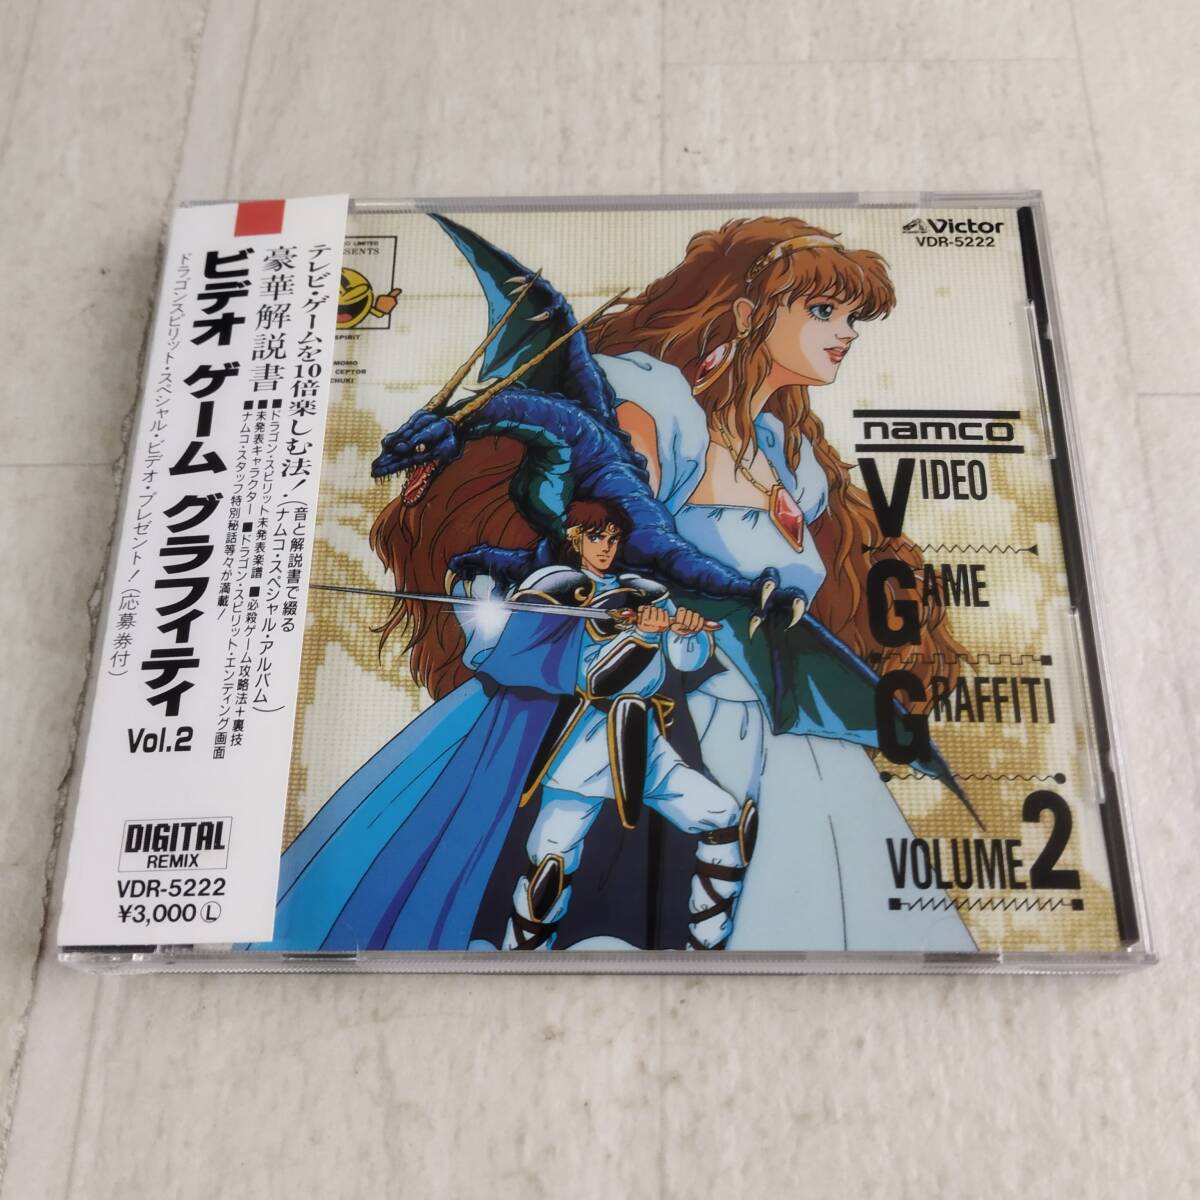 テレビ・ゲームを10倍楽しむ法！(音と解説書で綴る
豪華解説書(ナムコ・スペシャル・アルバム)
■ドラゴン・スピリット未発表楽譜 ■必殺ゲーム攻略法+裏技
■未発表キャラクター ■ドラゴン・スピリット・エンディング画面
■ナムコ・スタッフ特別秘話等々が満載！
ビデオ ゲーム グラフィティ
Vol.2
ドラゴンスピリット・スペシャル・ビデオ・プレゼント！(応募券付)
DIGITAL
REMIX
VDR-5222
¥3,000 Ⓛ
LIMITED
SPIRIT
MOMO
CEPTOR
Victor
VDR-5222
namco
VIDEO
GAME
GRAFFITI
VOLUME 2